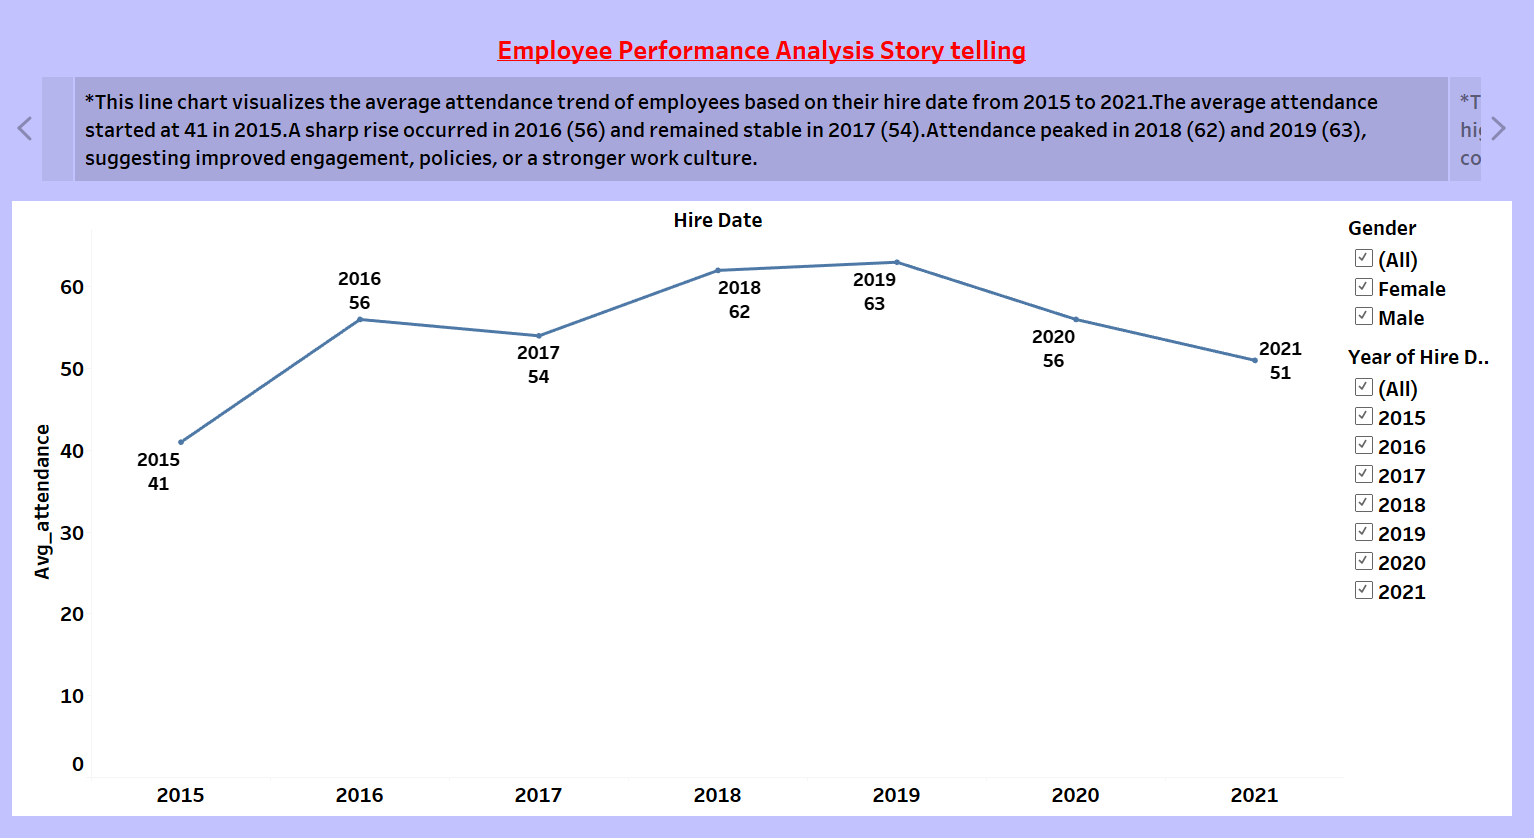 Employee Performance Analysis Story telling
*This line chart visualizes the average attendance trend of employees based on their hire date from 2015 to 2021.The average attendance
started at 41 in 2015.A sharp rise occurred in 2016 (56) and remained stable in 2017 (54).Attendance peaked in 2018 (62) and 2019 (63),
suggesting improved engagement, policies, or a stronger work culture.
Hire Date
Avg_attendance
60
50
40
30
20
10
0
2015
41
2016
56
2017
54
2018
62
2019
63
2020
56
2021
51
2015 2016 2017 2018 2019 2020 2021
Gender
(All)
Female
Male
Year of Hire D..
(All)
2015
2016
2017
2018
2019
2020
2021